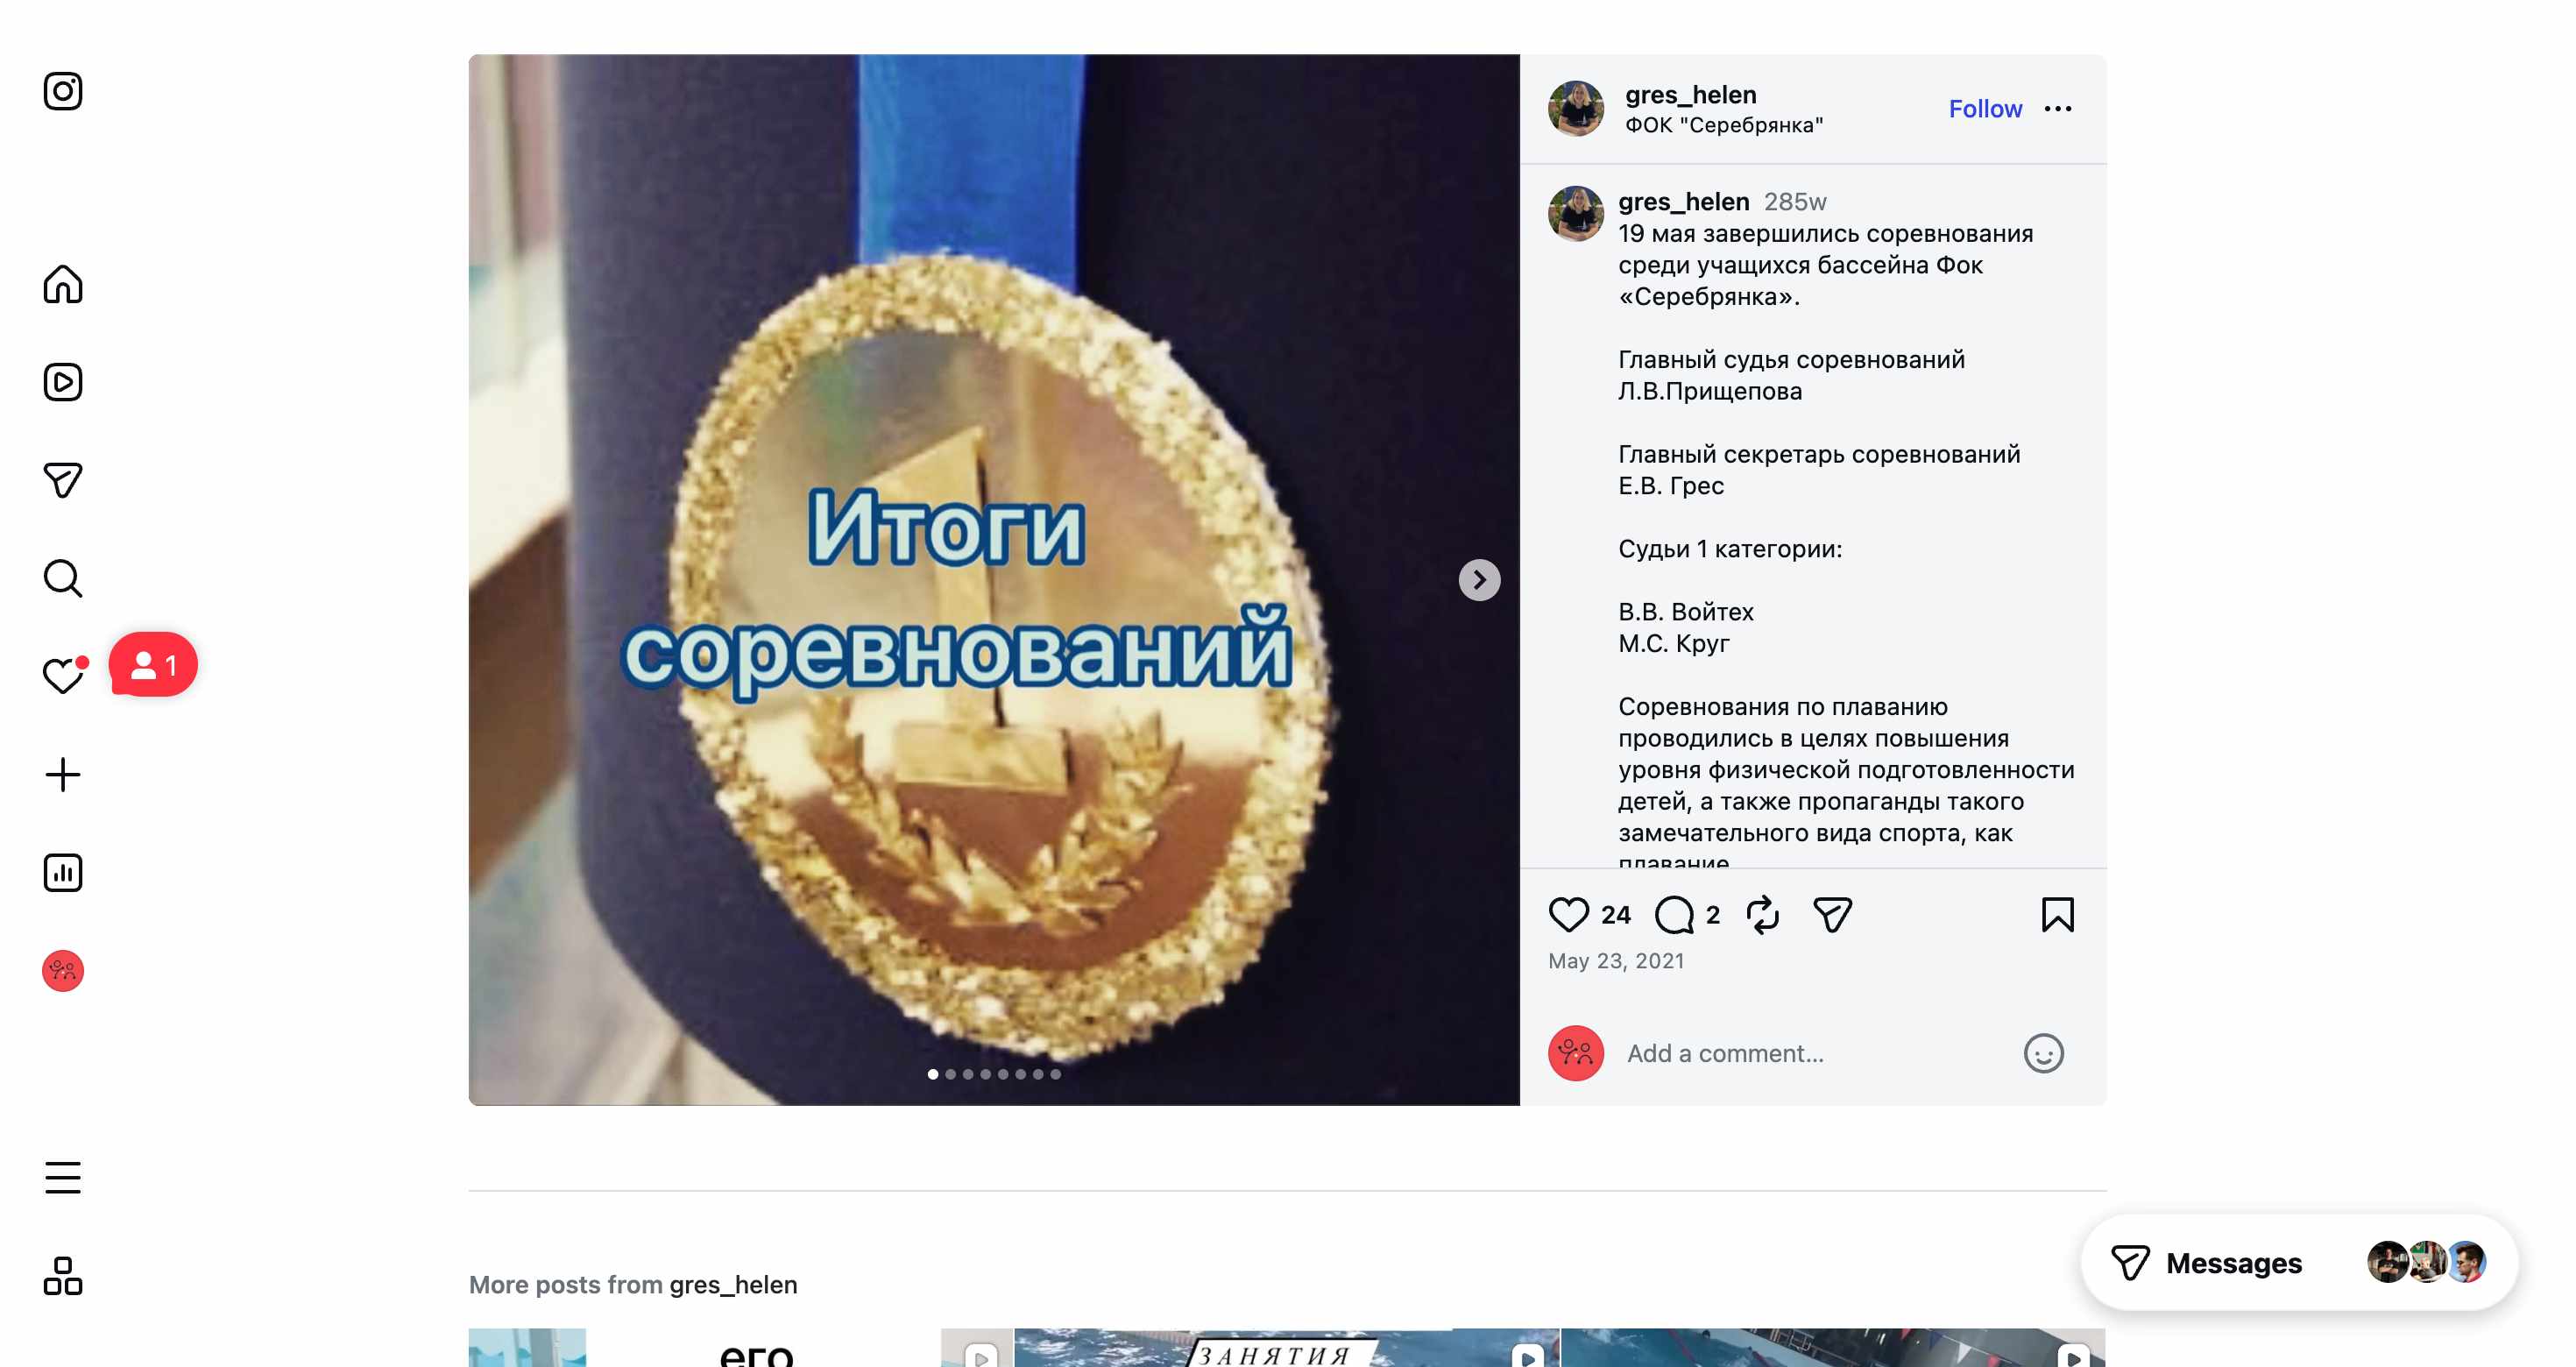 gres_helen
ФОК "Серебрянка"
Follow
gres_helen 285w
19 мая завершились соревнования
среди учащихся бассейна Фок
«Серебрянка».
Главный судья соревнований
Л.В.Прищепова
Главный секретарь соревнований
Е.В. Грес
Судьи 1 категории:
В.В. Войтех
М.С. Круг
Соревнования по плаванию
проводились в целях повышения
уровня физической подготовленности
детей, а также пропаганды такого
замечательного вида спорта, как
плавание
Итоги
соревнований
1
1
24
2
May 23, 2021
Add a comment...
More posts from gres_helen
Messages
его
ЗАНЯТИЯ